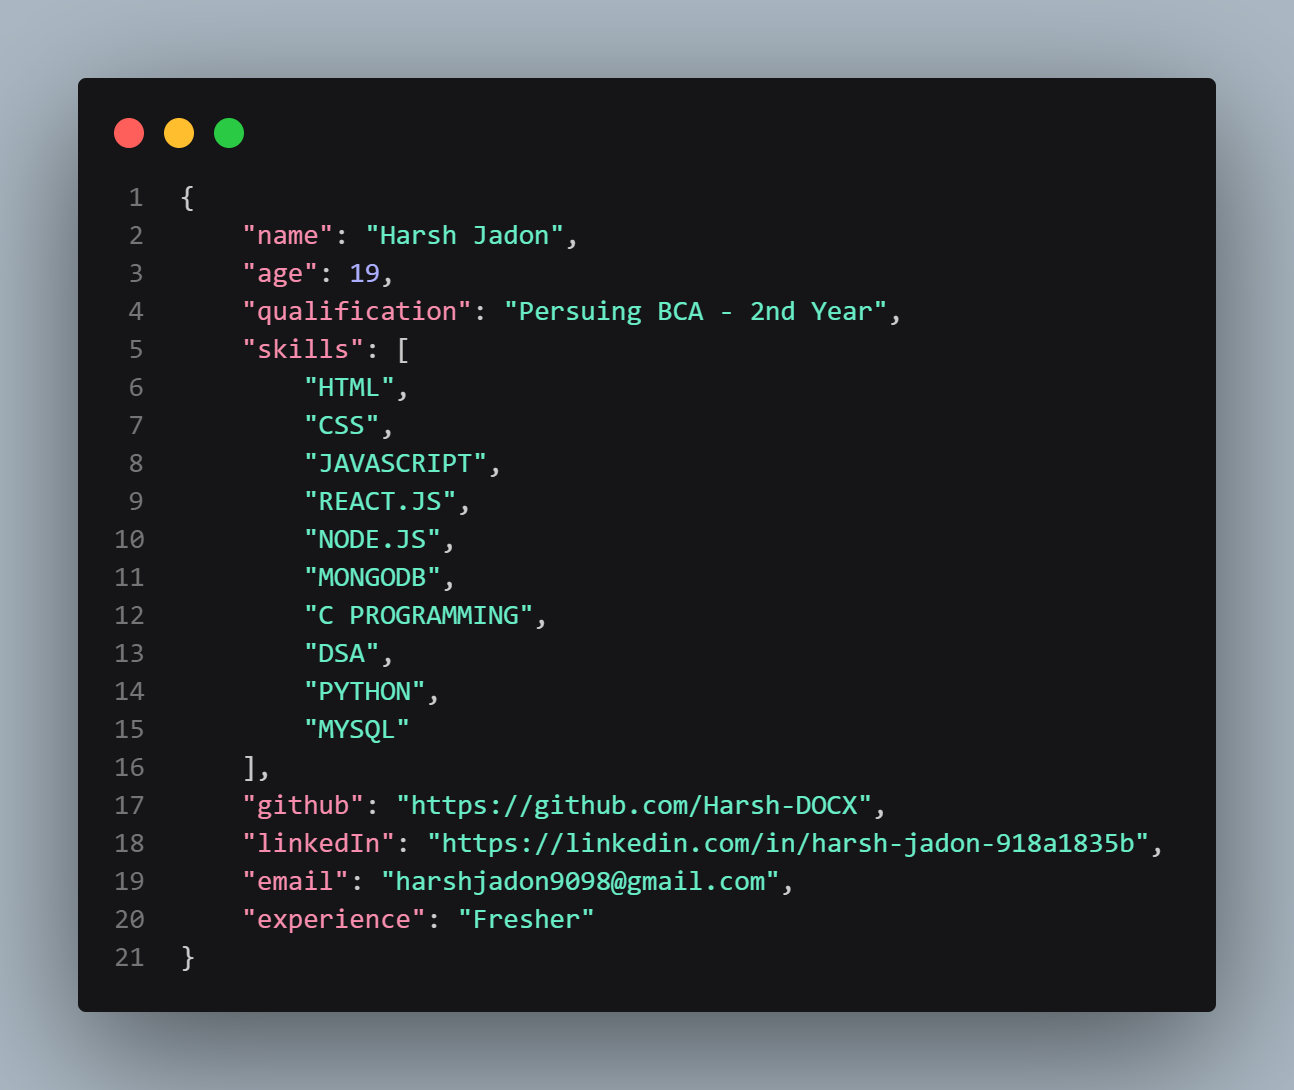 1 {
2     "name": "Harsh Jadon",
3     "age": 19,
4     "qualification": "Persuing BCA - 2nd Year",
5     "skills": [
6         "HTML",
7         "CSS",
8         "JAVASCRIPT",
9         "REACT.JS",
10         "NODE.JS",
11         "MONGODB",
12         "C PROGRAMMING",
13         "DSA",
14         "PYTHON",
15         "MYSQL"
16     ],
17     "github": "https://github.com/Harsh-DOCX",
18     "linkedIn": "https://linkedin.com/in/harsh-jadon-918a1835b",
19     "email": "harshjadon9098@gmail.com",
20     "experience": "Fresher"
21 }